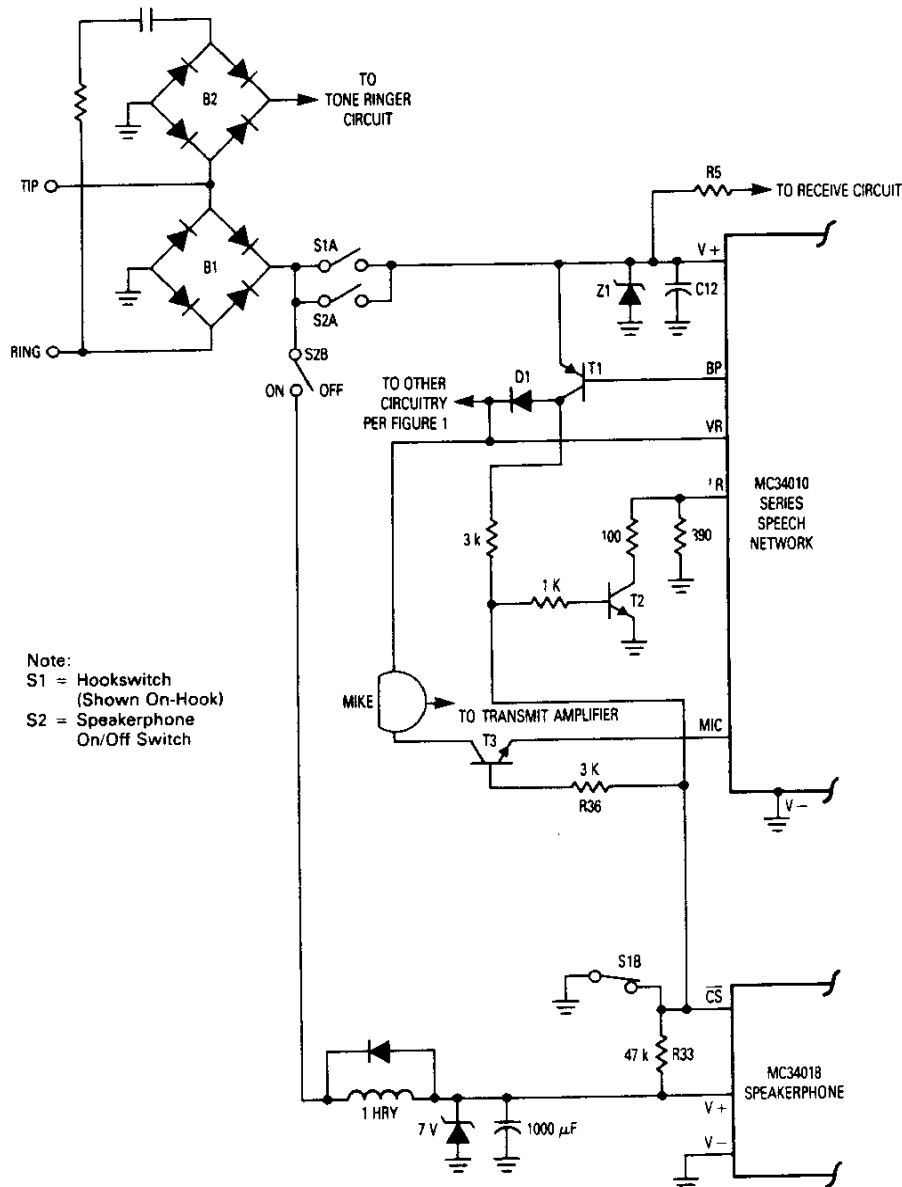 B2
TO
TONE RINGER
CIRCUIT
TIP
R5
TO RECEIVE CIRCUIT
B1
S1A
S2A
Z1
C12
V +
RING
S2B
ON
OFF
TO OTHER
CIRCUITRY
PER FIGURE 1
D1
T1
BP
VR
'R
MC34010
SERIES
SPEECH
NETWORK
3 k
100
390
1 K
T2
Note:
S1 = Hookswitch
(Shown On-Hook)
S2 = Speakerphone
On/Off Switch
MIKE
TO TRANSMIT AMPLIFIER
MIC
T3
3 K
R36
V –
S1B
CS
47 k
R33
MC34018
SPEAKERPHONE
1 HRY
7 V
1000 µF
V +
V –